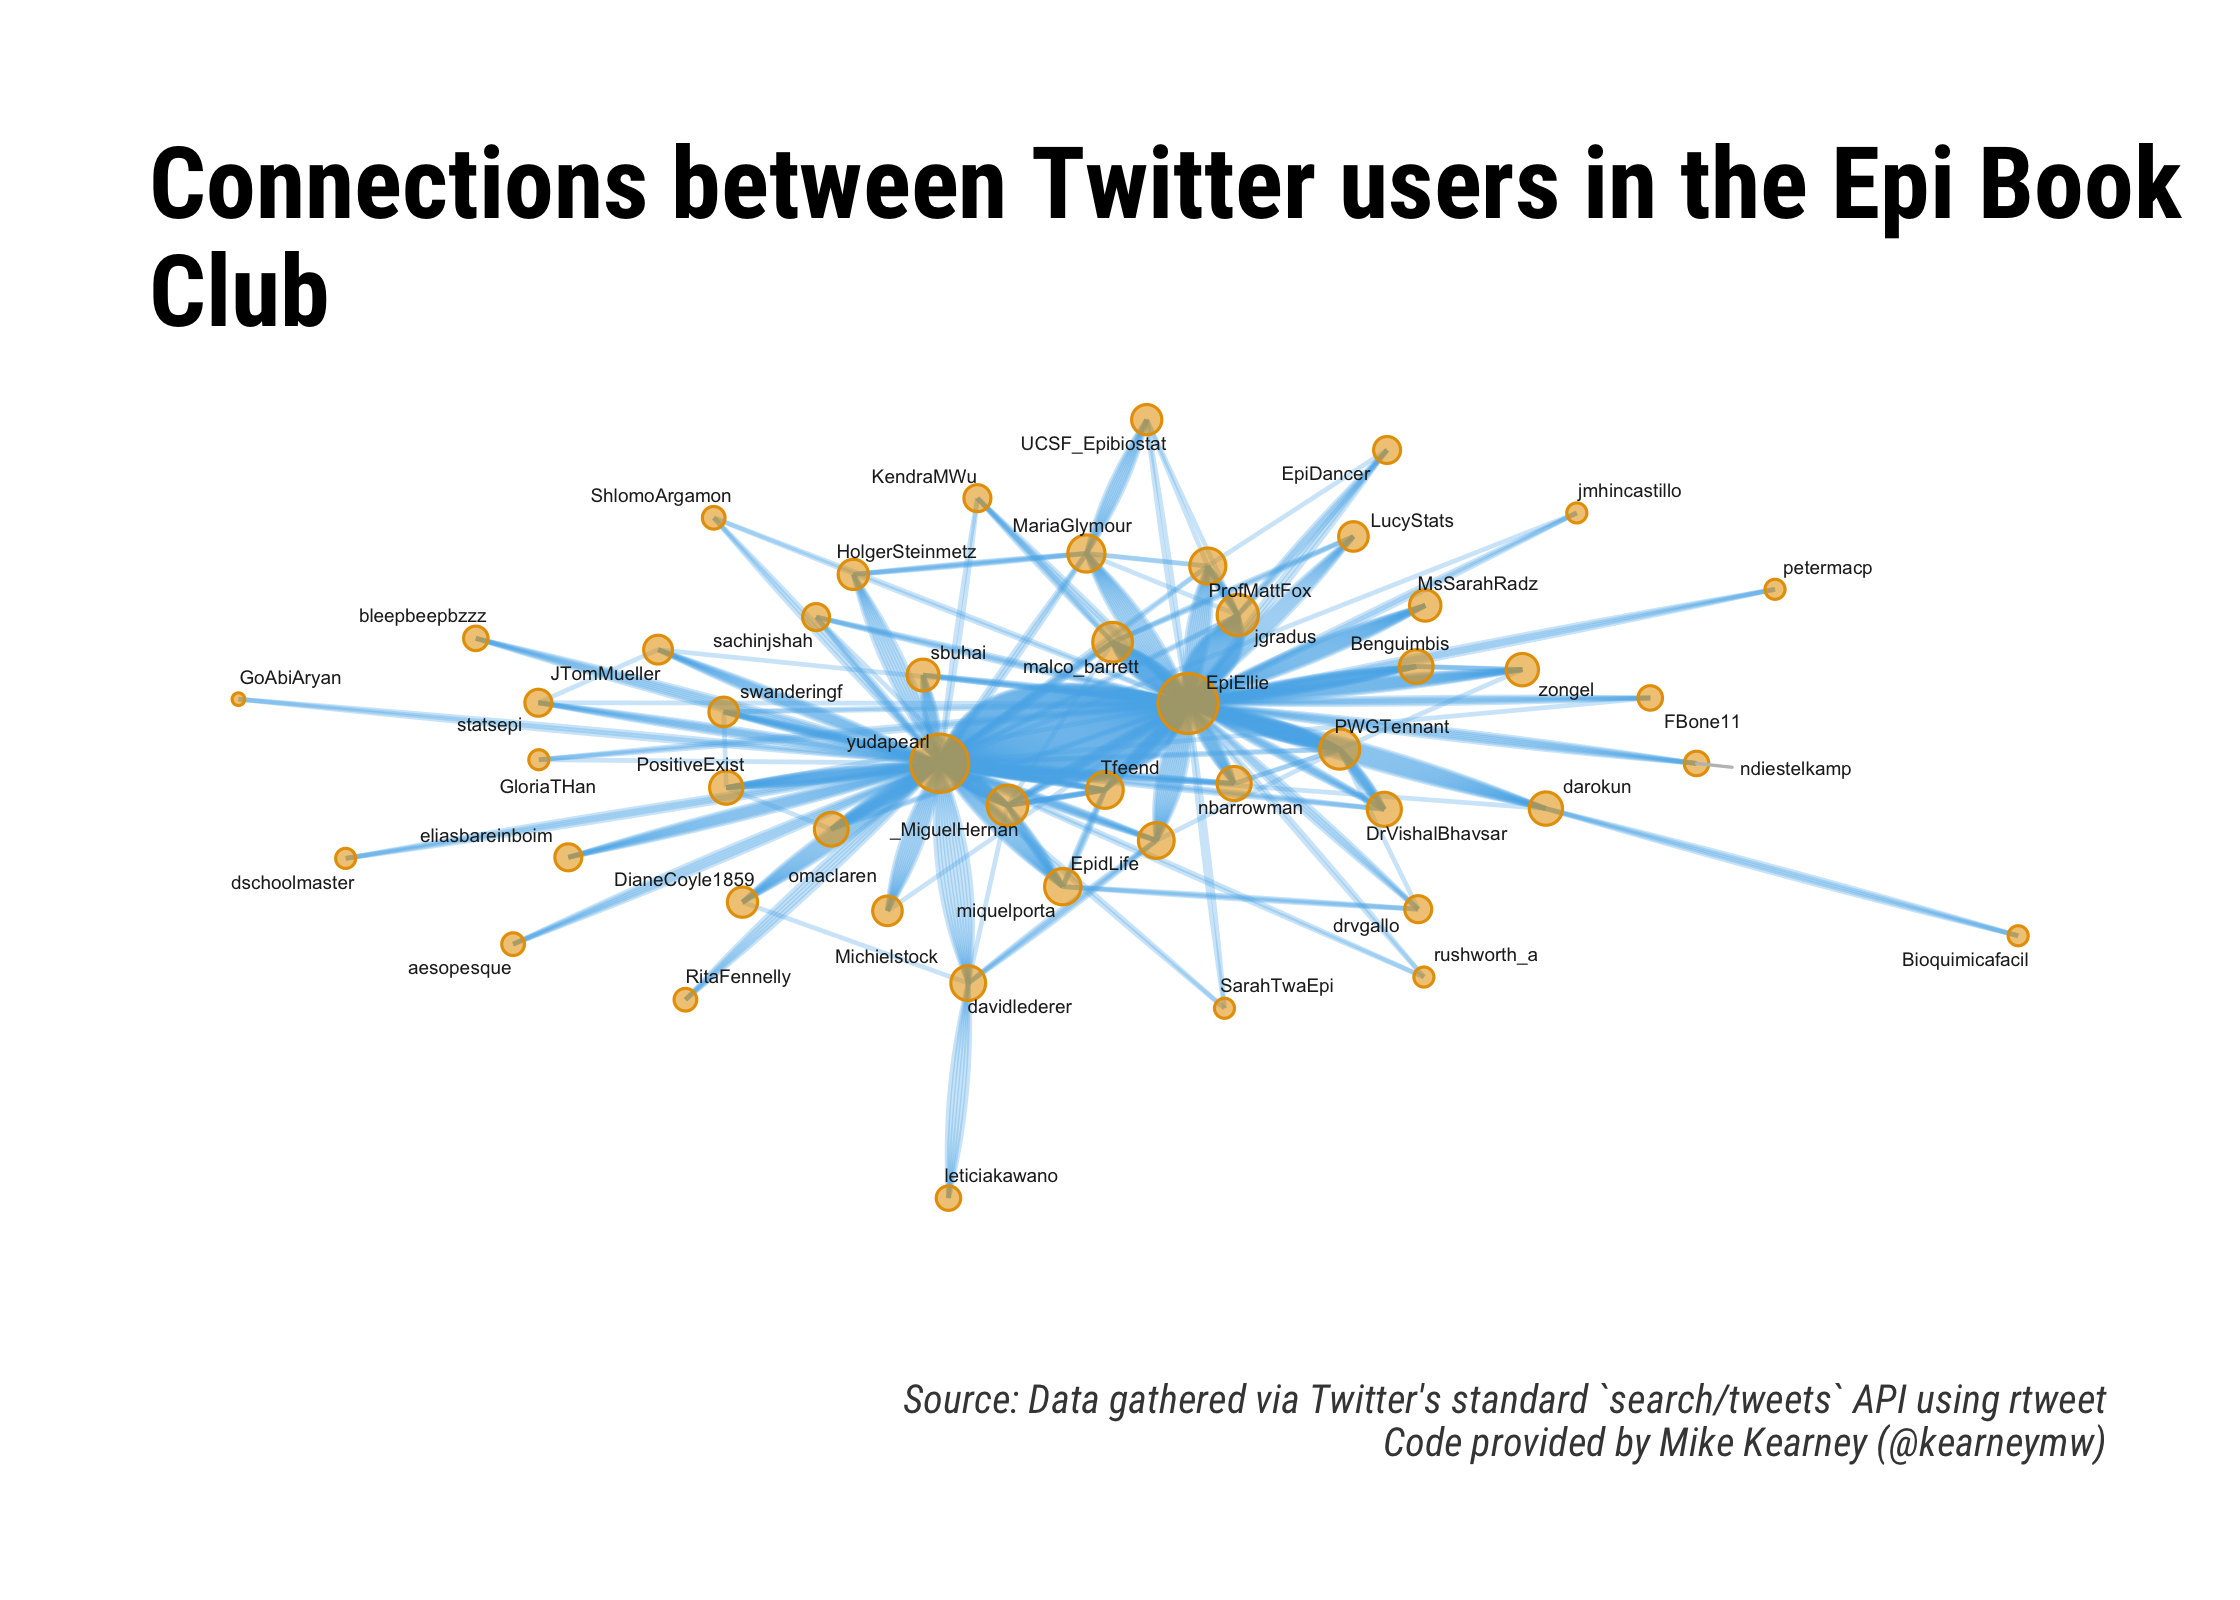 Connections between Twitter users in the Epi Book
Club
UCSF_Epibiostat
EpiDancer
KendraMWu
ShlomoArgamon
jmhincastillo
MariaGlymour
LucyStats
HolgerSteinmetz
petermacp
MsSarahRadz
ProfMattFox
bleepbeepbzzz
jgradus
sachinjshah
Benguimbis
sbuhai
malco_barrett
JTomMueller
GoAbiAryan
EpiEllie
swanderingf
zongel
statsepi
FBone11
PWGTennant
yudapearl
PositiveExist
Tfeend
ndiestelkamp
GloriaTHan
darokun
nbarrowman
_MiguelHernan
DrVishalBhavsar
eliasbareinboim
EpidLife
omaclaren
DianeCoyle1859
dschoolmaster
miquelporta
drvgallo
Michielstock
rushworth_a
Bioquimicafacil
aesopesque
RitaFennelly
SarahTwaEpi
davidlederer
leticiakawano
Source: Data gathered via Twitter's standard `search/tweets` API using rtweet
Code provided by Mike Kearney (@kearneymw)